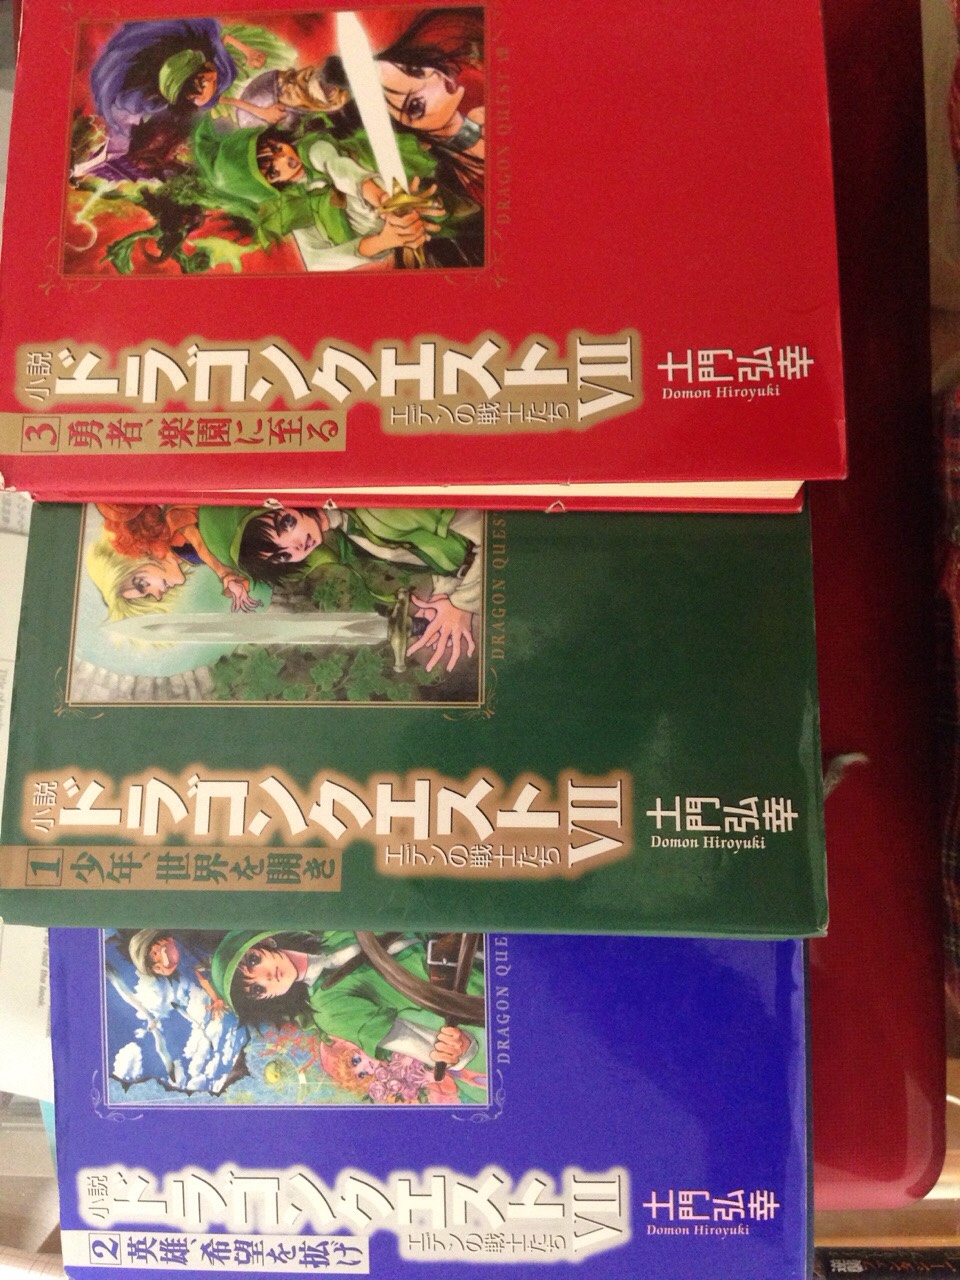 小説
ドラゴンクエストVII
エデンの戦士たち
3 勇者、楽園に至る
土門弘幸
Domon Hiroyuki
DRAGON QUEST VII
小説
ドラゴンクエストVII
エデンの戦士たち
1 少年、世界を開き
土門弘幸
Domon Hiroyuki
DRAGON QUES
小説
ドラゴンクエストVII
エデンの戦士たち
2 英雄、希望を拡げ
土門弘幸
Domon Hiroyuki
DRAGON QUE